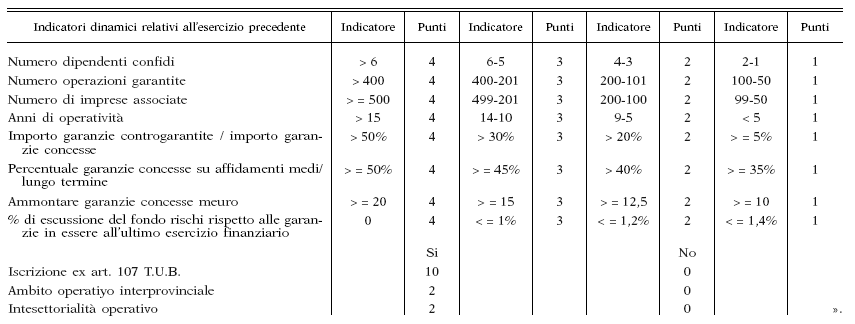 Indicatori dinamici relativi all'esercizio precedente Indicatore Punti Indicatore Punti Indicatore Punti Indicatore Punti
Numero dipendenti confidi > 6 4 6-5 3 4-3 2 2-1 1
Numero operazioni garantite > 400 4 400-201 3 200-101 2 100-50 1
Numero di imprese associate > = 500 4 499-201 3 200-100 2 99-50 1
Anni di operatività > 15 4 14-10 3 9-5 2 < 5 1
Importo garanzie controgarantite / importo garan-
zie concesse > 50% 4 > 30% 3 > 20% 2 > = 5% 1
Percentuale garanzie concesse su affidamenti medi/
lungo termine > = 50% 4 > = 45% 3 > 40% 2 > = 35% 1
Ammontare garanzie concesse meuro > = 20 4 > = 15 3 > = 12,5 2 > = 10 1
% di escussione del fondo rischi rispetto alle garan-
zie in essere all'ultimo esercizio finanziario 0 4 < = 1% 3 < = 1,2% 2 < = 1,4% 1
Si No
Iscrizione ex art. 107 T.U.B. 10 0
Ambito operatiyo interprovinciale 2 0
Intesettorialità operativo 2 0 ».